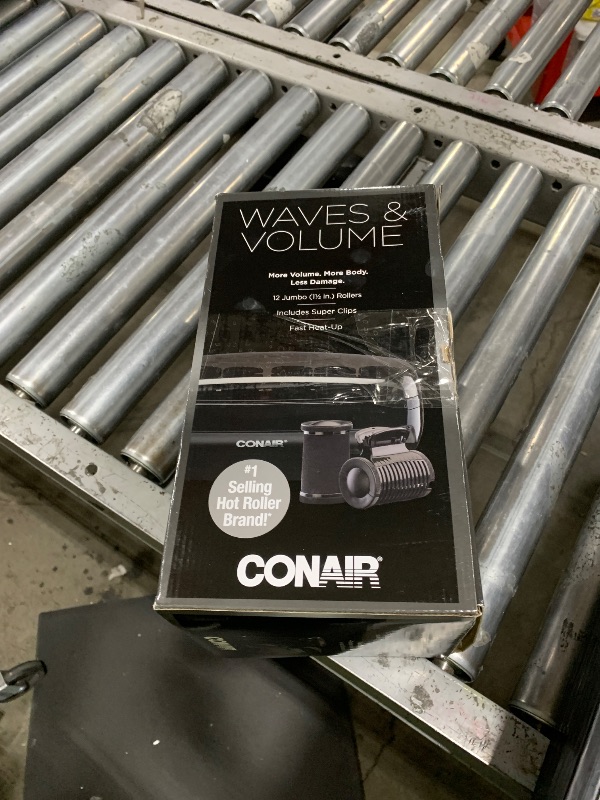 WAVES &
VOLUME
More Volume. More Body.
Less Damage.
12 Jumbo (1½ in.) Rollers
Includes Super Clips
Fast Heat-Up
CONAIR®
#1
Selling
Hot Roller
Brand!*
CONAIR®